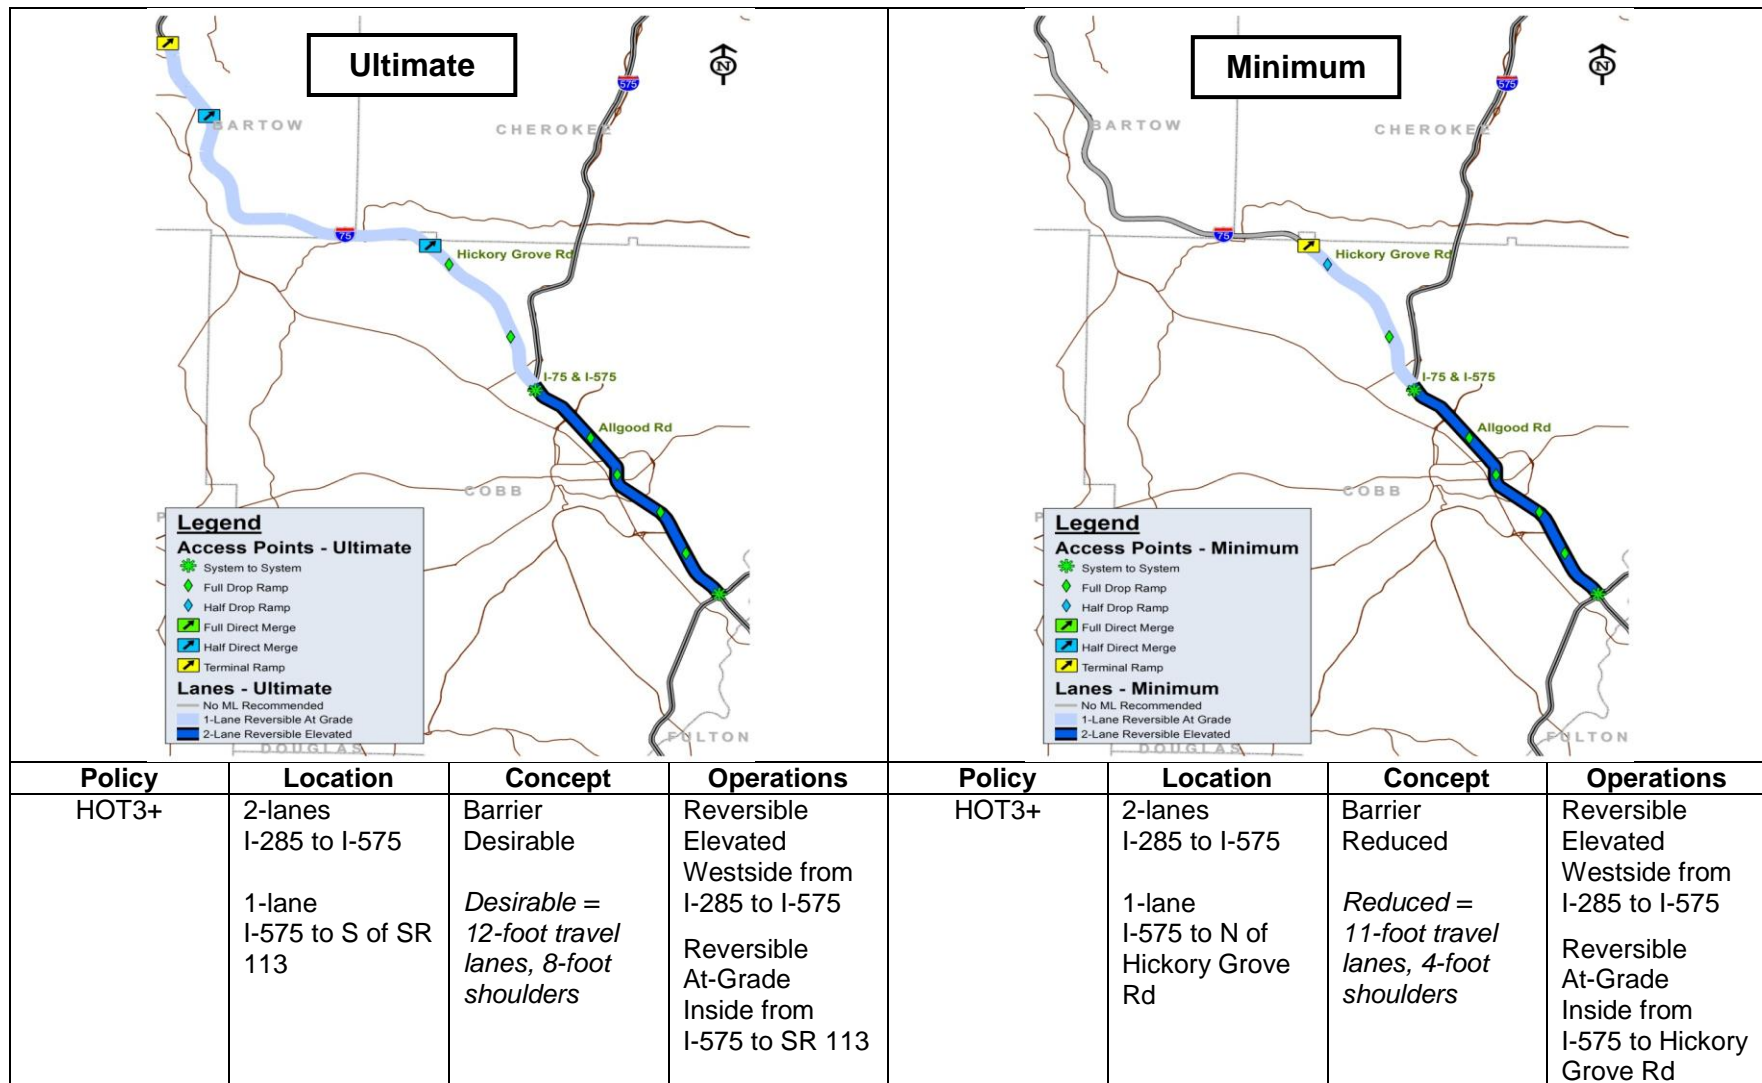 Ultimate
N
575
BARTOW
CHEROKEE
75
Hickory Grove Rd
I-75 & I-575
Allgood Rd
COBB
Legend
Access Points - Ultimate
System to System
Full Drop Ramp
Half Drop Ramp
Full Direct Merge
Half Direct Merge
Terminal Ramp
Lanes - Ultimate
No ML Recommended
1-Lane Reversible At Grade
2-Lane Reversible Elevated
DOUGLAS
FULTON
Minimum
N
575
BARTOW
CHEROKEE
75
Hickory Grove Rd
I-75 & I-575
Allgood Rd
COBB
Legend
Access Points - Minimum
System to System
Full Drop Ramp
Half Drop Ramp
Full Direct Merge
Half Direct Merge
Terminal Ramp
Lanes - Minimum
No ML Recommended
1-Lane Reversible At Grade
2-Lane Reversible Elevated
DOUGLAS
FULTON
Policy Location Concept Operations Policy Location Concept Operations
HOT3+
2-lanes
I-285 to I-575
1-lane
I-575 to S of SR
113
Barrier
Desirable
Desirable =
12-foot travel
lanes, 8-foot
shoulders
Reversible
Elevated
Westside from
I-285 to I-575
Reversible
At-Grade
Inside from
I-575 to SR 113
HOT3+
2-lanes
I-285 to I-575
1-lane
I-575 to N of
Hickory Grove
Rd
Barrier
Reduced
Reduced =
11-foot travel
lanes, 4-foot
shoulders
Reversible
Elevated
Westside from
I-285 to I-575
Reversible
At-Grade
Inside from
I-575 to Hickory
Grove Rd